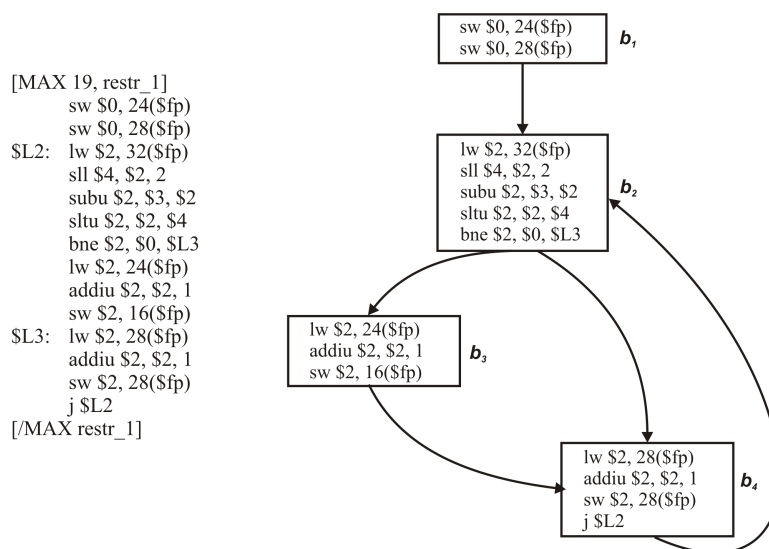 [MAX 19, restr_1]
sw $0, 24($fp)
sw $0, 28($fp)
$L2: lw $2, 32($fp)
sll $4, $2, 2
subu $2, $3, $2
sltu $2, $2, $4
bne $2, $0, $L3
lw $2, 24($fp)
addiu $2, $2, 1
sw $2, 16($fp)
$L3: lw $2, 28($fp)
addiu $2, $2, 1
sw $2, 28($fp)
j $L2
[/MAX restr_1]
sw $0, 24($fp)
sw $0, 28($fp)
b1
lw $2, 32($fp)
sll $4, $2, 2
subu $2, $3, $2
sltu $2, $2, $4
bne $2, $0, $L3
b2
lw $2, 24($fp)
addiu $2, $2, 1
sw $2, 16($fp)
b3
lw $2, 28($fp)
addiu $2, $2, 1
sw $2, 28($fp)
j $L2
b4